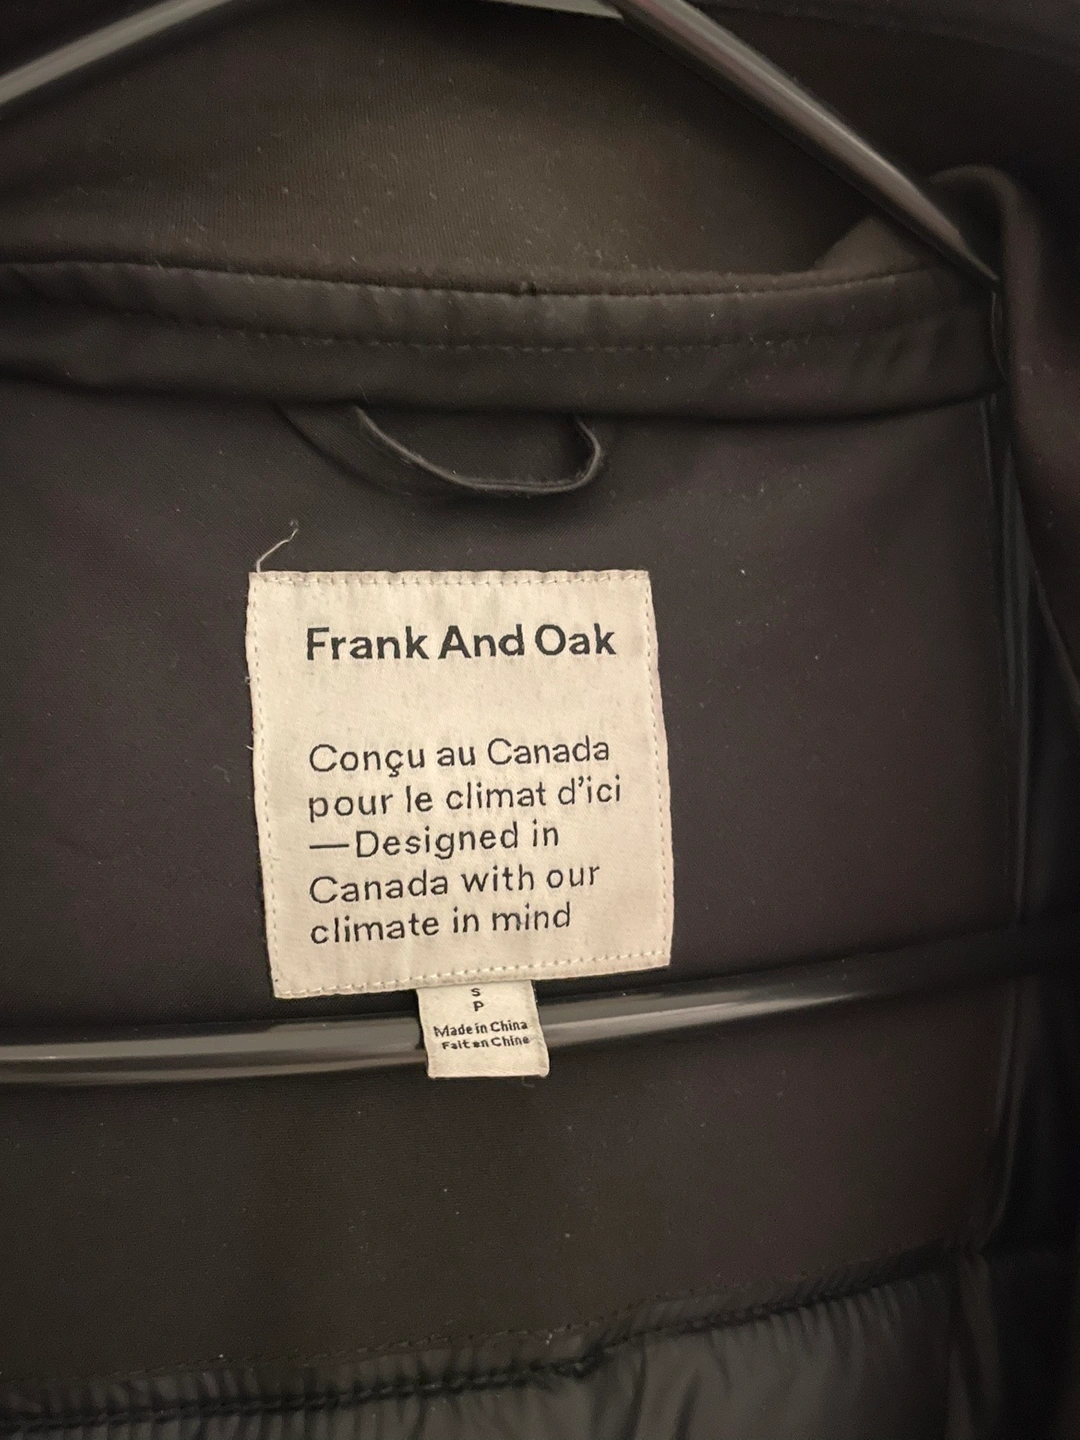 Frank And Oak
Conçu au Canada
pour le climat d'ici
—Designed in
Canada with our
climate in mind
S
P
Made in China
Fait en Chine